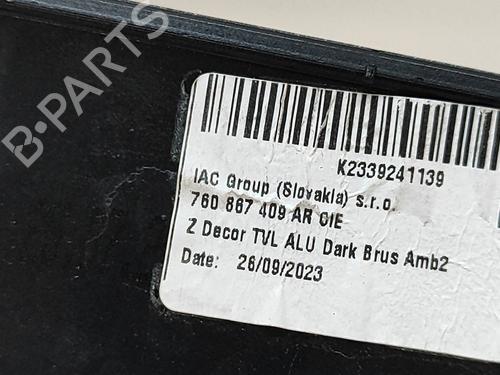 B-PARTS
K2339241139
IAC Group (Slovakia) s.r.o.
760 867 409 AR CIE
Z Decor TVL ALU Dark Brus Amb2
Date: 26/09/2023